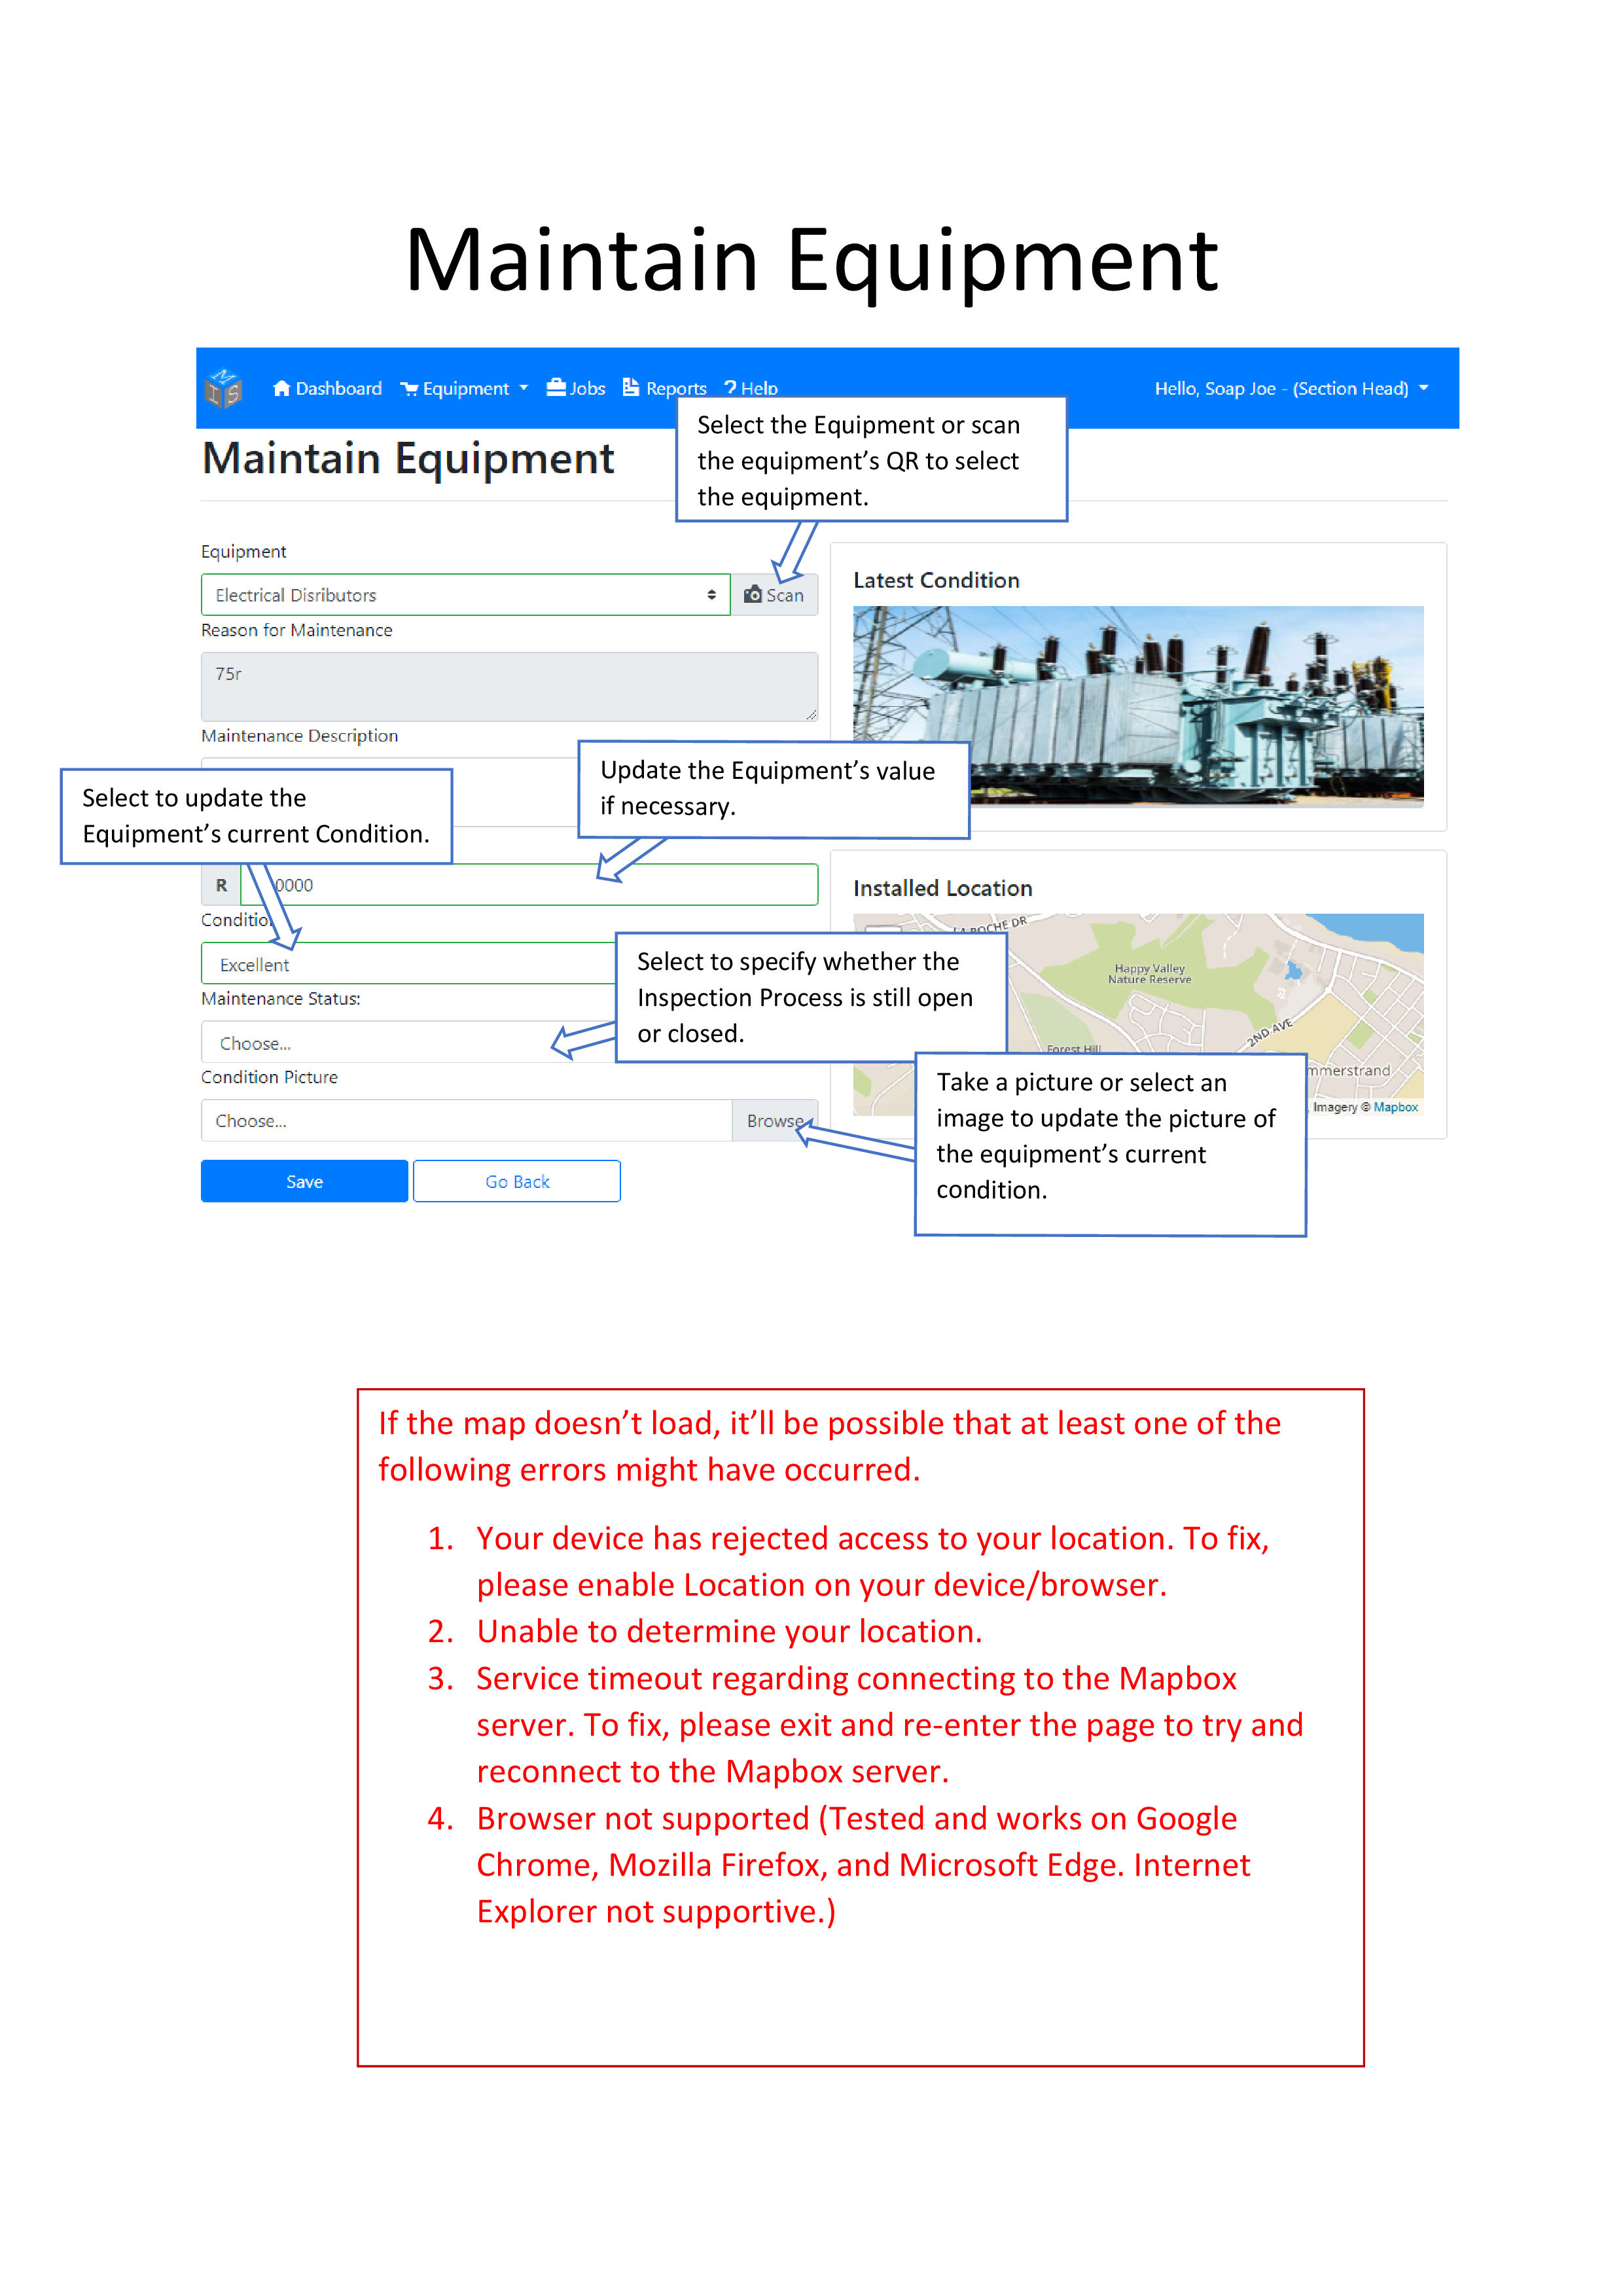 Maintain Equipment
MIS
Dashboard Equipment Jobs Reports ? Help
Hello, Soap Joe - (Section Head)
Maintain Equipment
Select the Equipment or scan
the equipment's QR to select
the equipment.
Equipment
Electrical Disributors
Scan
Reason for Maintenance
75r
Maintenance Description
Select to update the
Equipment's current Condition.
Update the Equipment's value
if necessary.
R
0000
Condition
Excellent
Select to specify whether the
Inspection Process is still open
or closed.
Maintenance Status:
Choose...
Condition Picture
Choose...
Browse
Take a picture or select an
image to update the picture of
the equipment's current
condition.
Save
Go Back
Latest Condition
Installed Location
LA ROCHE DR
Happy Valley
Nature Reserve
2ND AVE
Forest Hill
mmerstrand
Imagery © Mapbox
If the map doesn't load, it'll be possible that at least one of the
following errors might have occurred.
1. Your device has rejected access to your location. To fix,
please enable Location on your device/browser.
2. Unable to determine your location.
3. Service timeout regarding connecting to the Mapbox
server. To fix, please exit and re-enter the page to try and
reconnect to the Mapbox server.
4. Browser not supported (Tested and works on Google
Chrome, Mozilla Firefox, and Microsoft Edge. Internet
Explorer not supportive.)